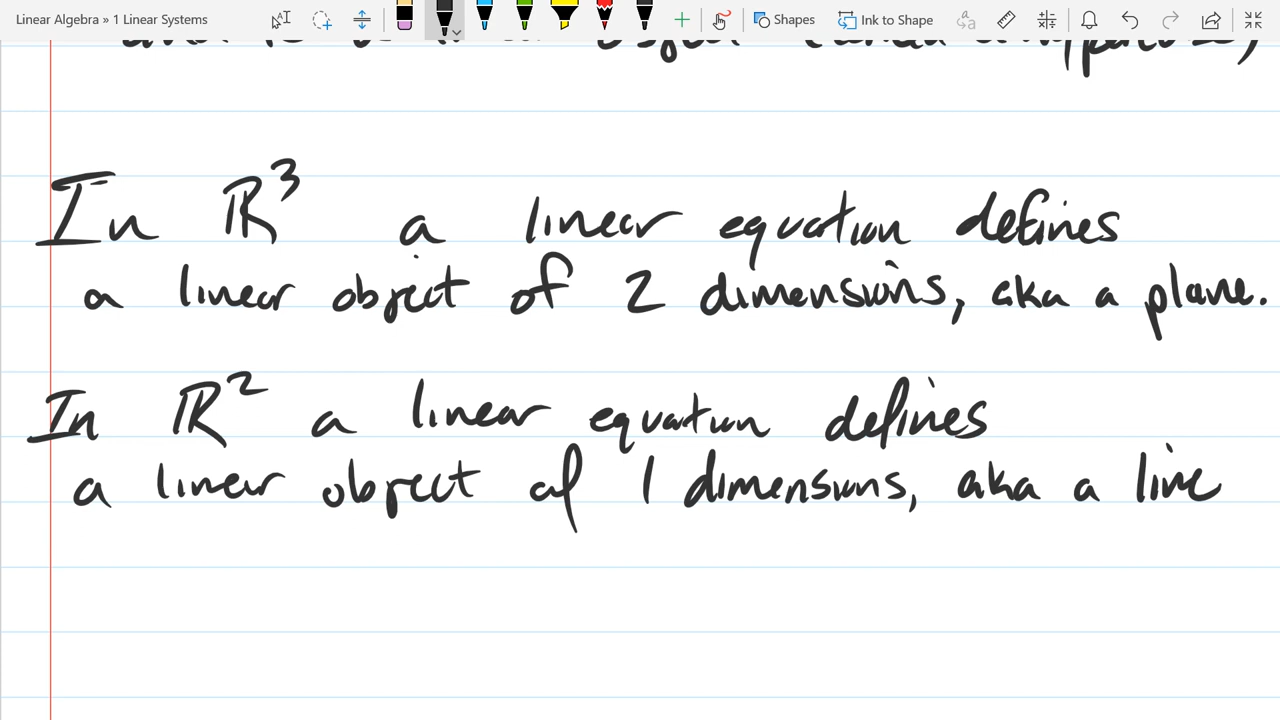 Linear Algebra » 1 Linear Systems
Shapes
Ink to Shape
object
In ℝ³ a linear equation defines
a linear object of 2 dimensions, aka a plane.
In ℝ² a linear equation defines
a linear object of 1 dimensions, aka a line